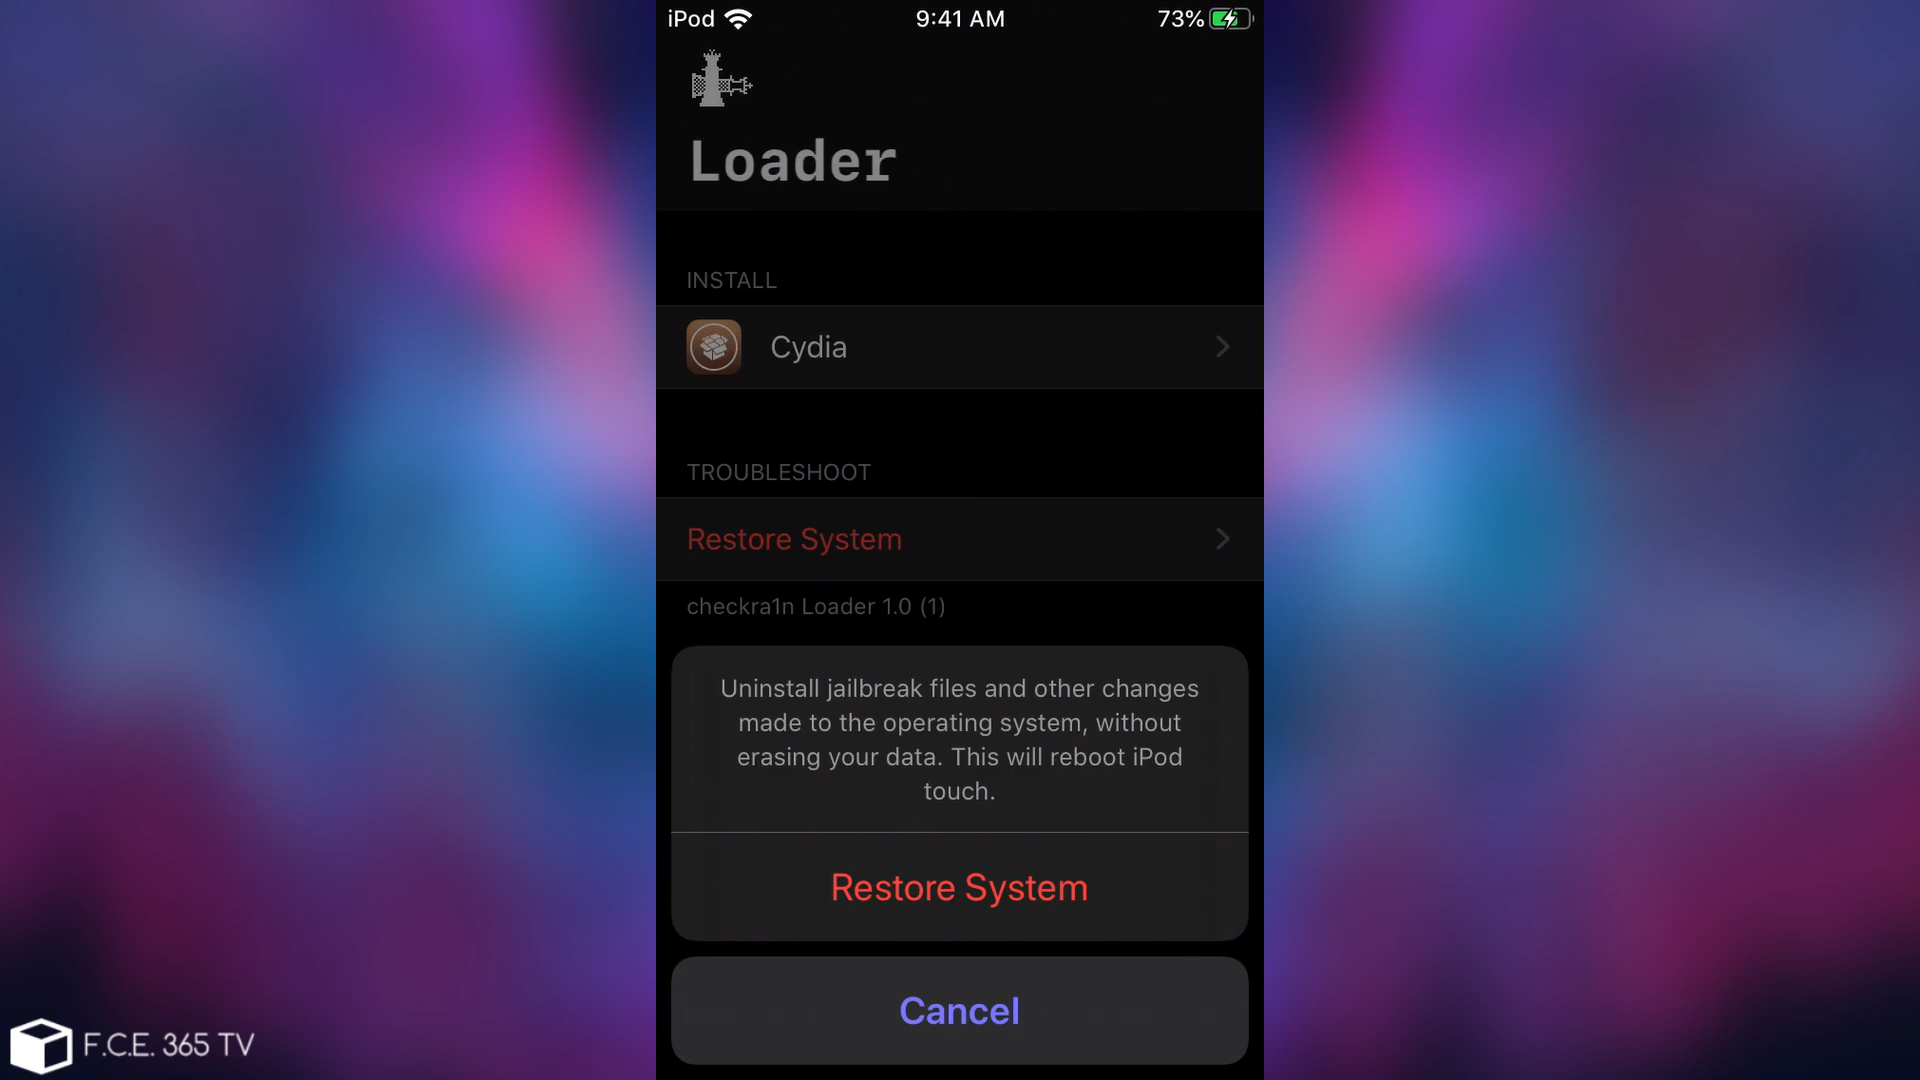 iPod 9:41 AM 73%
Loader
INSTALL
Cydia
TROUBLESHOOT
Restore System
checkra1n Loader 1.0 (1)
Uninstall jailbreak files and other changes
made to the operating system, without
erasing your data. This will reboot iPod
touch.
Restore System
Cancel
F.C.E. 365 TV